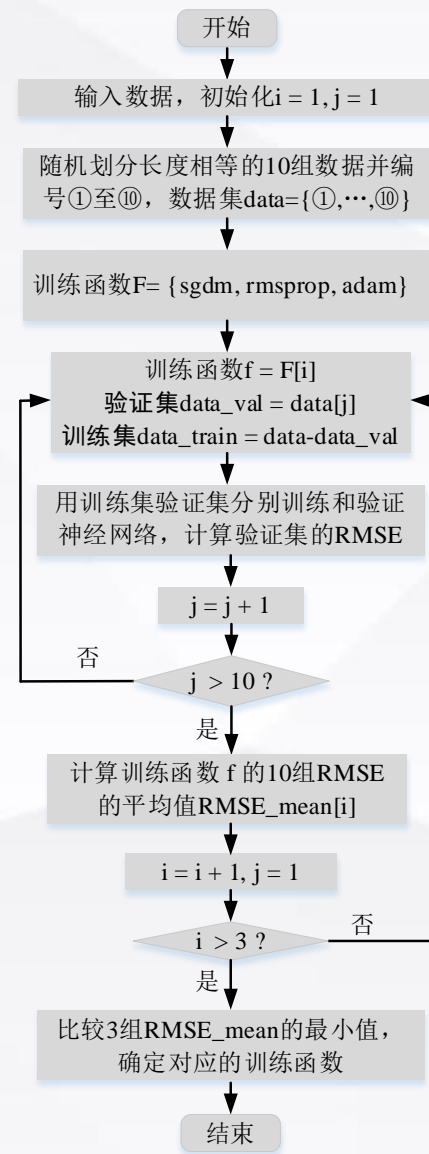 开始
输入数据，初始化i = 1, j = 1
随机划分长度相等的10组数据并编
号①至⑩，数据集data={①,…,⑩}
训练函数F= {sgdm, rmsprop, adam}
训练函数f = F[i]
验证集data_val = data[j]
训练集data_train = data-data_val
用训练集验证集分别训练和验证
神经网络，计算验证集的RMSE
j = j + 1
否
j > 10 ?
是
计算训练函数 f 的10组RMSE
的平均值RMSE_mean[i]
i = i + 1, j = 1
否
i > 3 ?
是
比较3组RMSE_mean的最小值，
确定对应的训练函数
结束